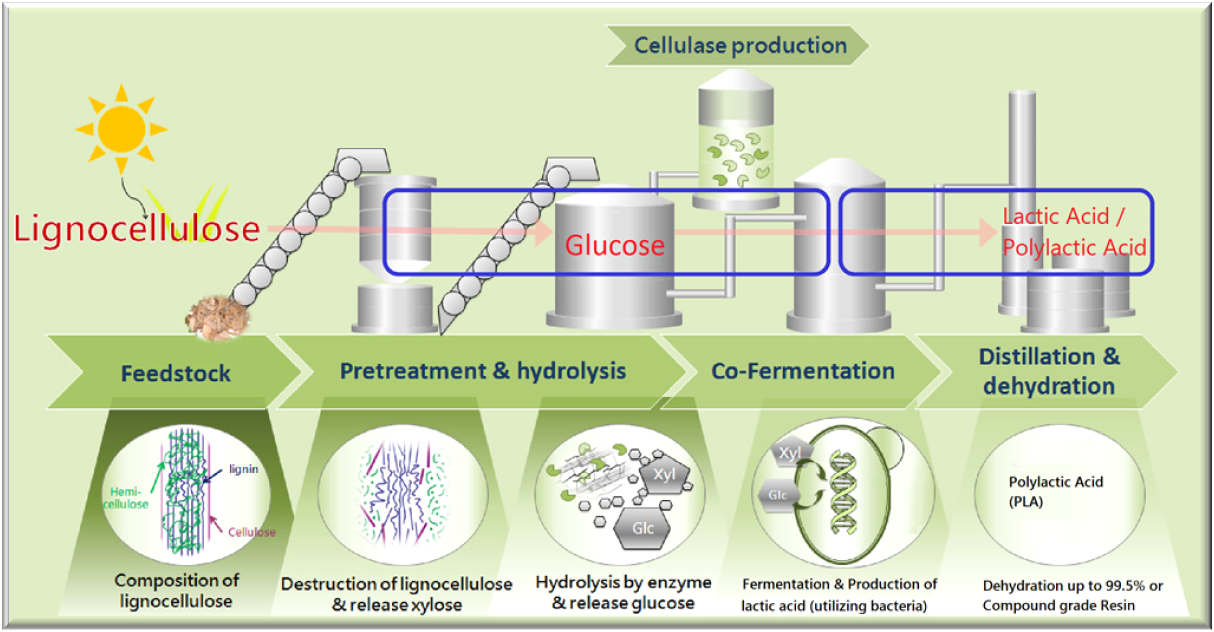 Cellulase production
Lignocellulose
Glucose
Lactic Acid /
Polylactic Acid
Feedstock
Pretreatment & hydrolysis
Co-Fermentation
Distillation &
dehydration
lignin
Hemi-
cellulose
Cellulose
Xyl
Glc
Xyl
Glc
Polylactic Acid
(PLA)
Composition of
lignocellulose
Destruction of lignocellulose
& release xylose
Hydrolysis by enzyme
& release glucose
Fermentation & Production of
lactic acid (utilizing bacteria)
Dehydration up to 99.5% or
Compound grade Resin